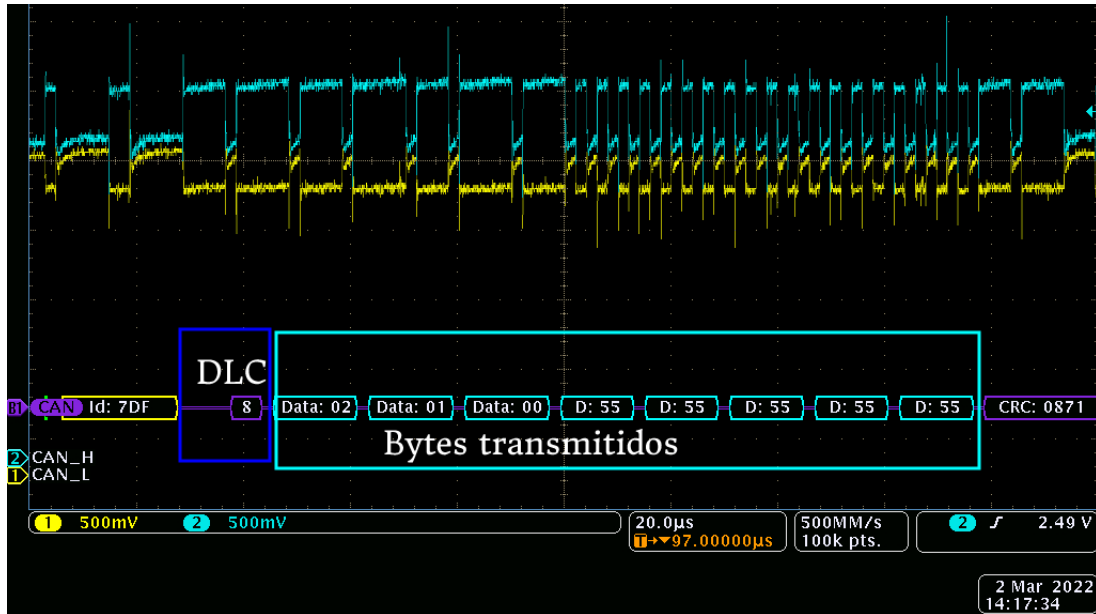 DLC
B1 CAN Id: 7DF 8 Data: 02 Data: 01 Data: 00 D: 55 D: 55 D: 55 D: 55 D: 55 CRC: 0871
Bytes transmitidos
2 CAN_H
1 CAN_L
1 500mV 2 500mV 20.0µs 500MM/s 2 2.49 V
T→▼97.00000µs 100k pts.
2 Mar 2022
14:17:34